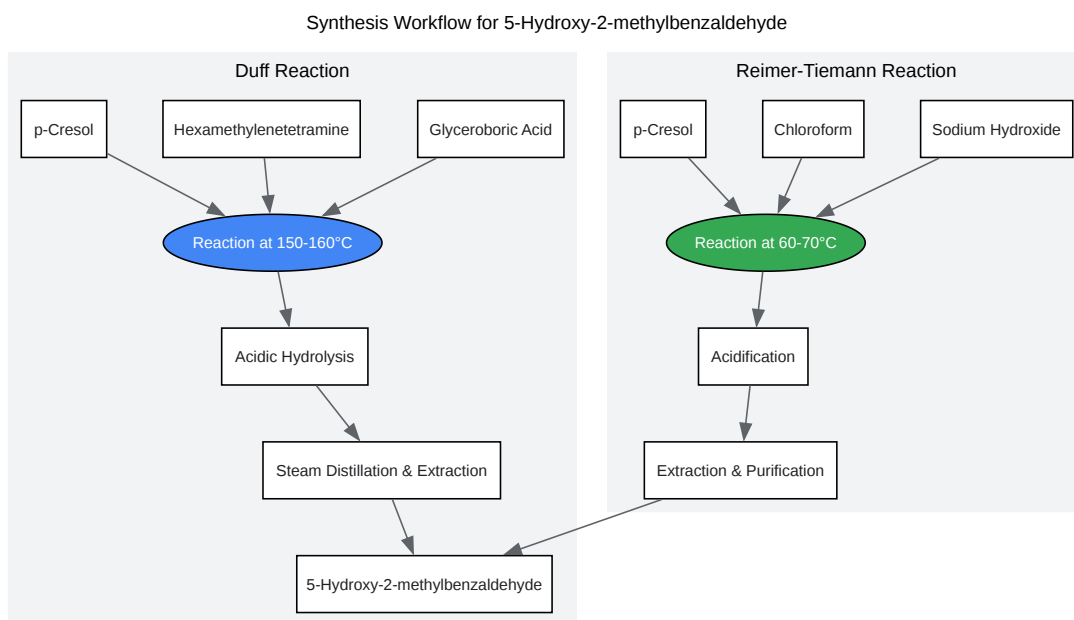 Synthesis Workflow for 5-Hydroxy-2-methylbenzaldehyde
Duff Reaction
p-Cresol
Hexamethylenetetramine
Glyceroboric Acid
Reaction at 150-160°C
Acidic Hydrolysis
Steam Distillation & Extraction
5-Hydroxy-2-methylbenzaldehyde
Reimer-Tiemann Reaction
p-Cresol
Chloroform
Sodium Hydroxide
Reaction at 60-70°C
Acidification
Extraction & Purification